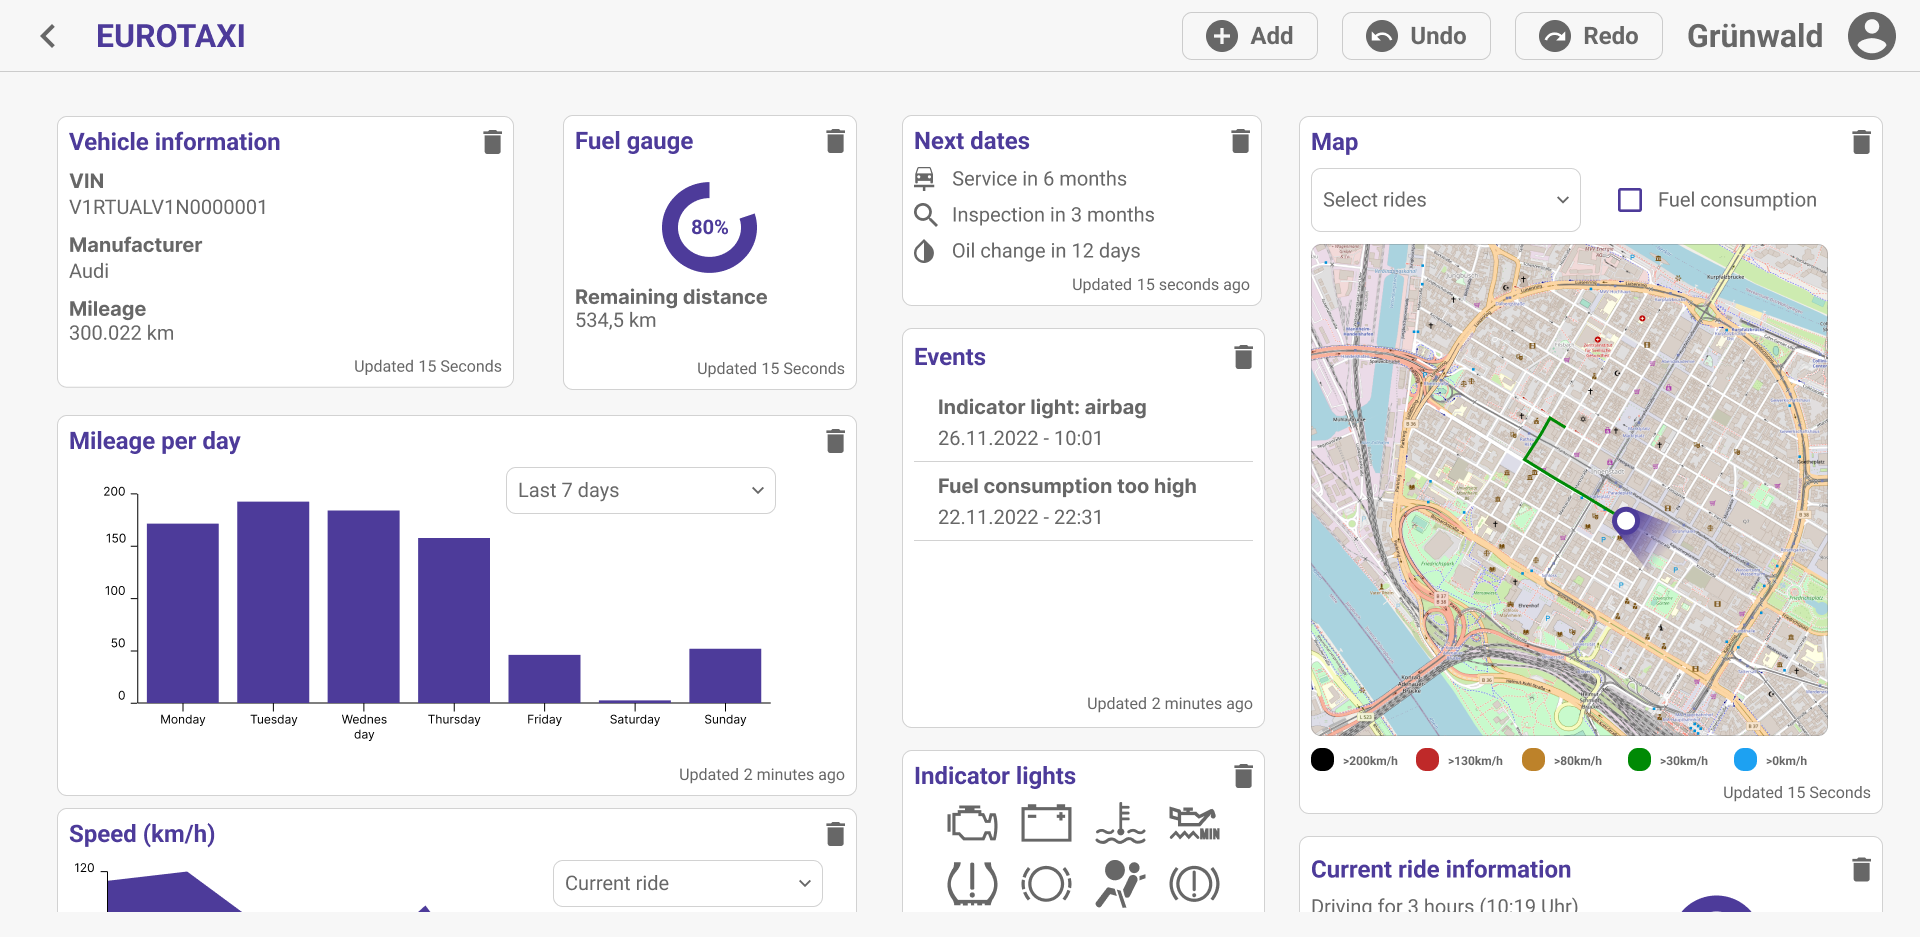 EUROTAXI
Add
Undo
Redo
Grünwald
Vehicle information
VIN
V1RTUALV1N0000001
Manufacturer
Audi
Mileage
300.022 km
Updated 15 Seconds
Fuel gauge
80%
Remaining distance
534,5 km
Updated 15 Seconds
Mileage per day
Last 7 days
200
150
100
50
0
Monday
Tuesday
Wednes
day
Thursday
Friday
Saturday
Sunday
Updated 2 minutes ago
Speed (km/h)
120
Current ride
Next dates
Service in 6 months
Inspection in 3 months
Oil change in 12 days
Updated 15 seconds ago
Events
Indicator light: airbag
26.11.2022 - 10:01
Fuel consumption too high
22.11.2022 - 22:31
Updated 2 minutes ago
Indicator lights
MIN
Map
Select rides
Fuel consumption
>200km/h
>130km/h
>80km/h
>30km/h
>0km/h
Updated 15 Seconds
Current ride information
Driving for 3 hours (10:19 Uhr)